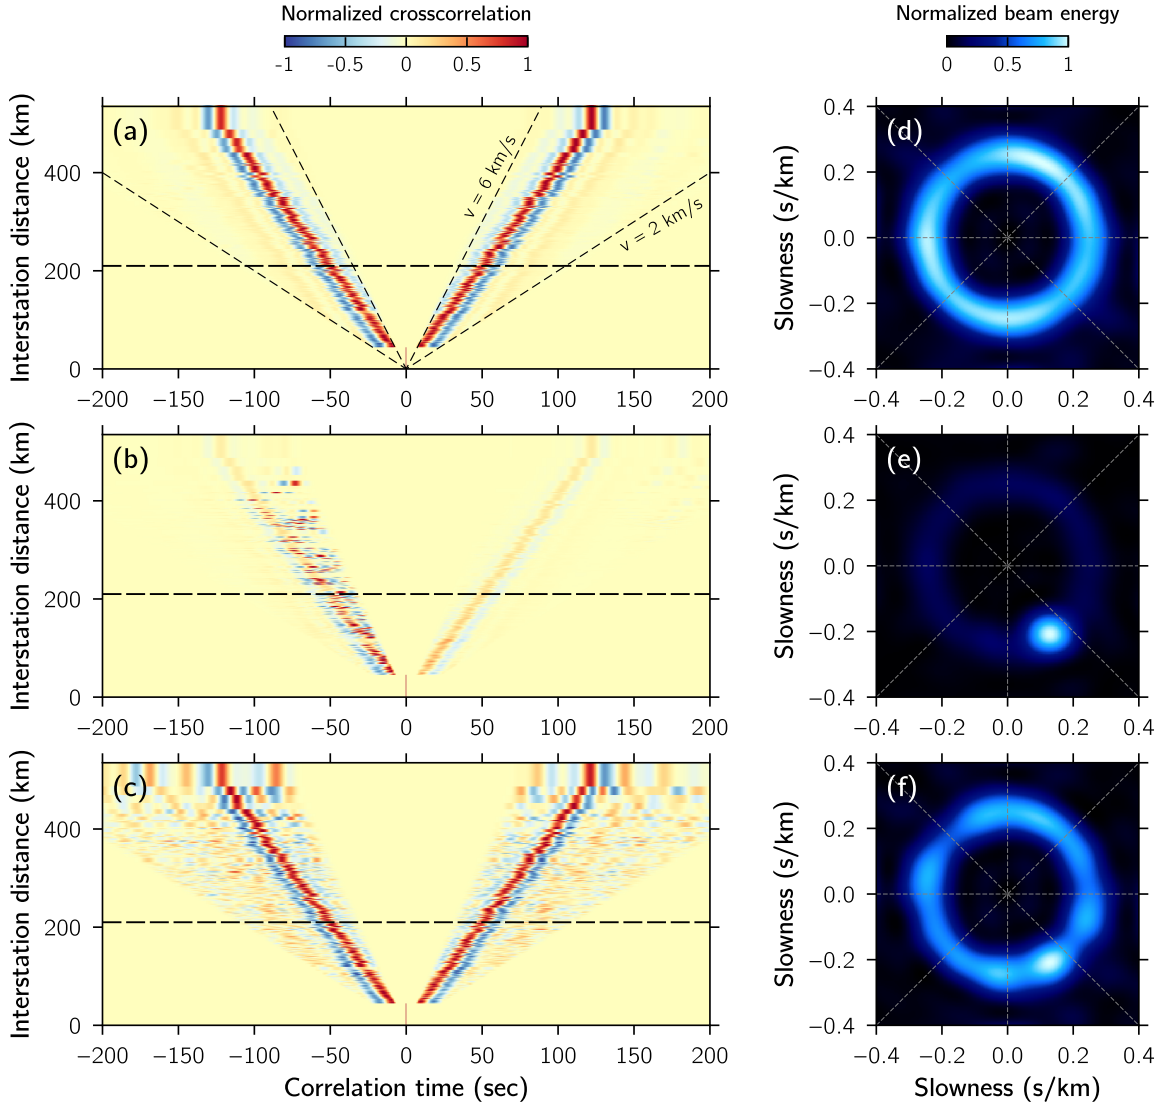 Normalized crosscorrelation
-1 -0.5 0 0.5 1
Normalized beam energy
0 0.5 1
(a)
v = 6 km/s
v = 2 km/s
Interstation distance (km)
400
200
0
−200 −150 −100 −50 0 50 100 150 200
(d)
Slowness (s/km)
0.4
0.2
0.0
−0.2
−0.4
−0.4 −0.2 0.0 0.2 0.4
(b)
Interstation distance (km)
400
200
0
−200 −150 −100 −50 0 50 100 150 200
(e)
Slowness (s/km)
0.4
0.2
0.0
−0.2
−0.4
−0.4 −0.2 0.0 0.2 0.4
(c)
Interstation distance (km)
400
200
0
−200 −150 −100 −50 0 50 100 150 200
Correlation time (sec)
(f)
Slowness (s/km)
0.4
0.2
0.0
−0.2
−0.4
−0.4 −0.2 0.0 0.2 0.4
Slowness (s/km)